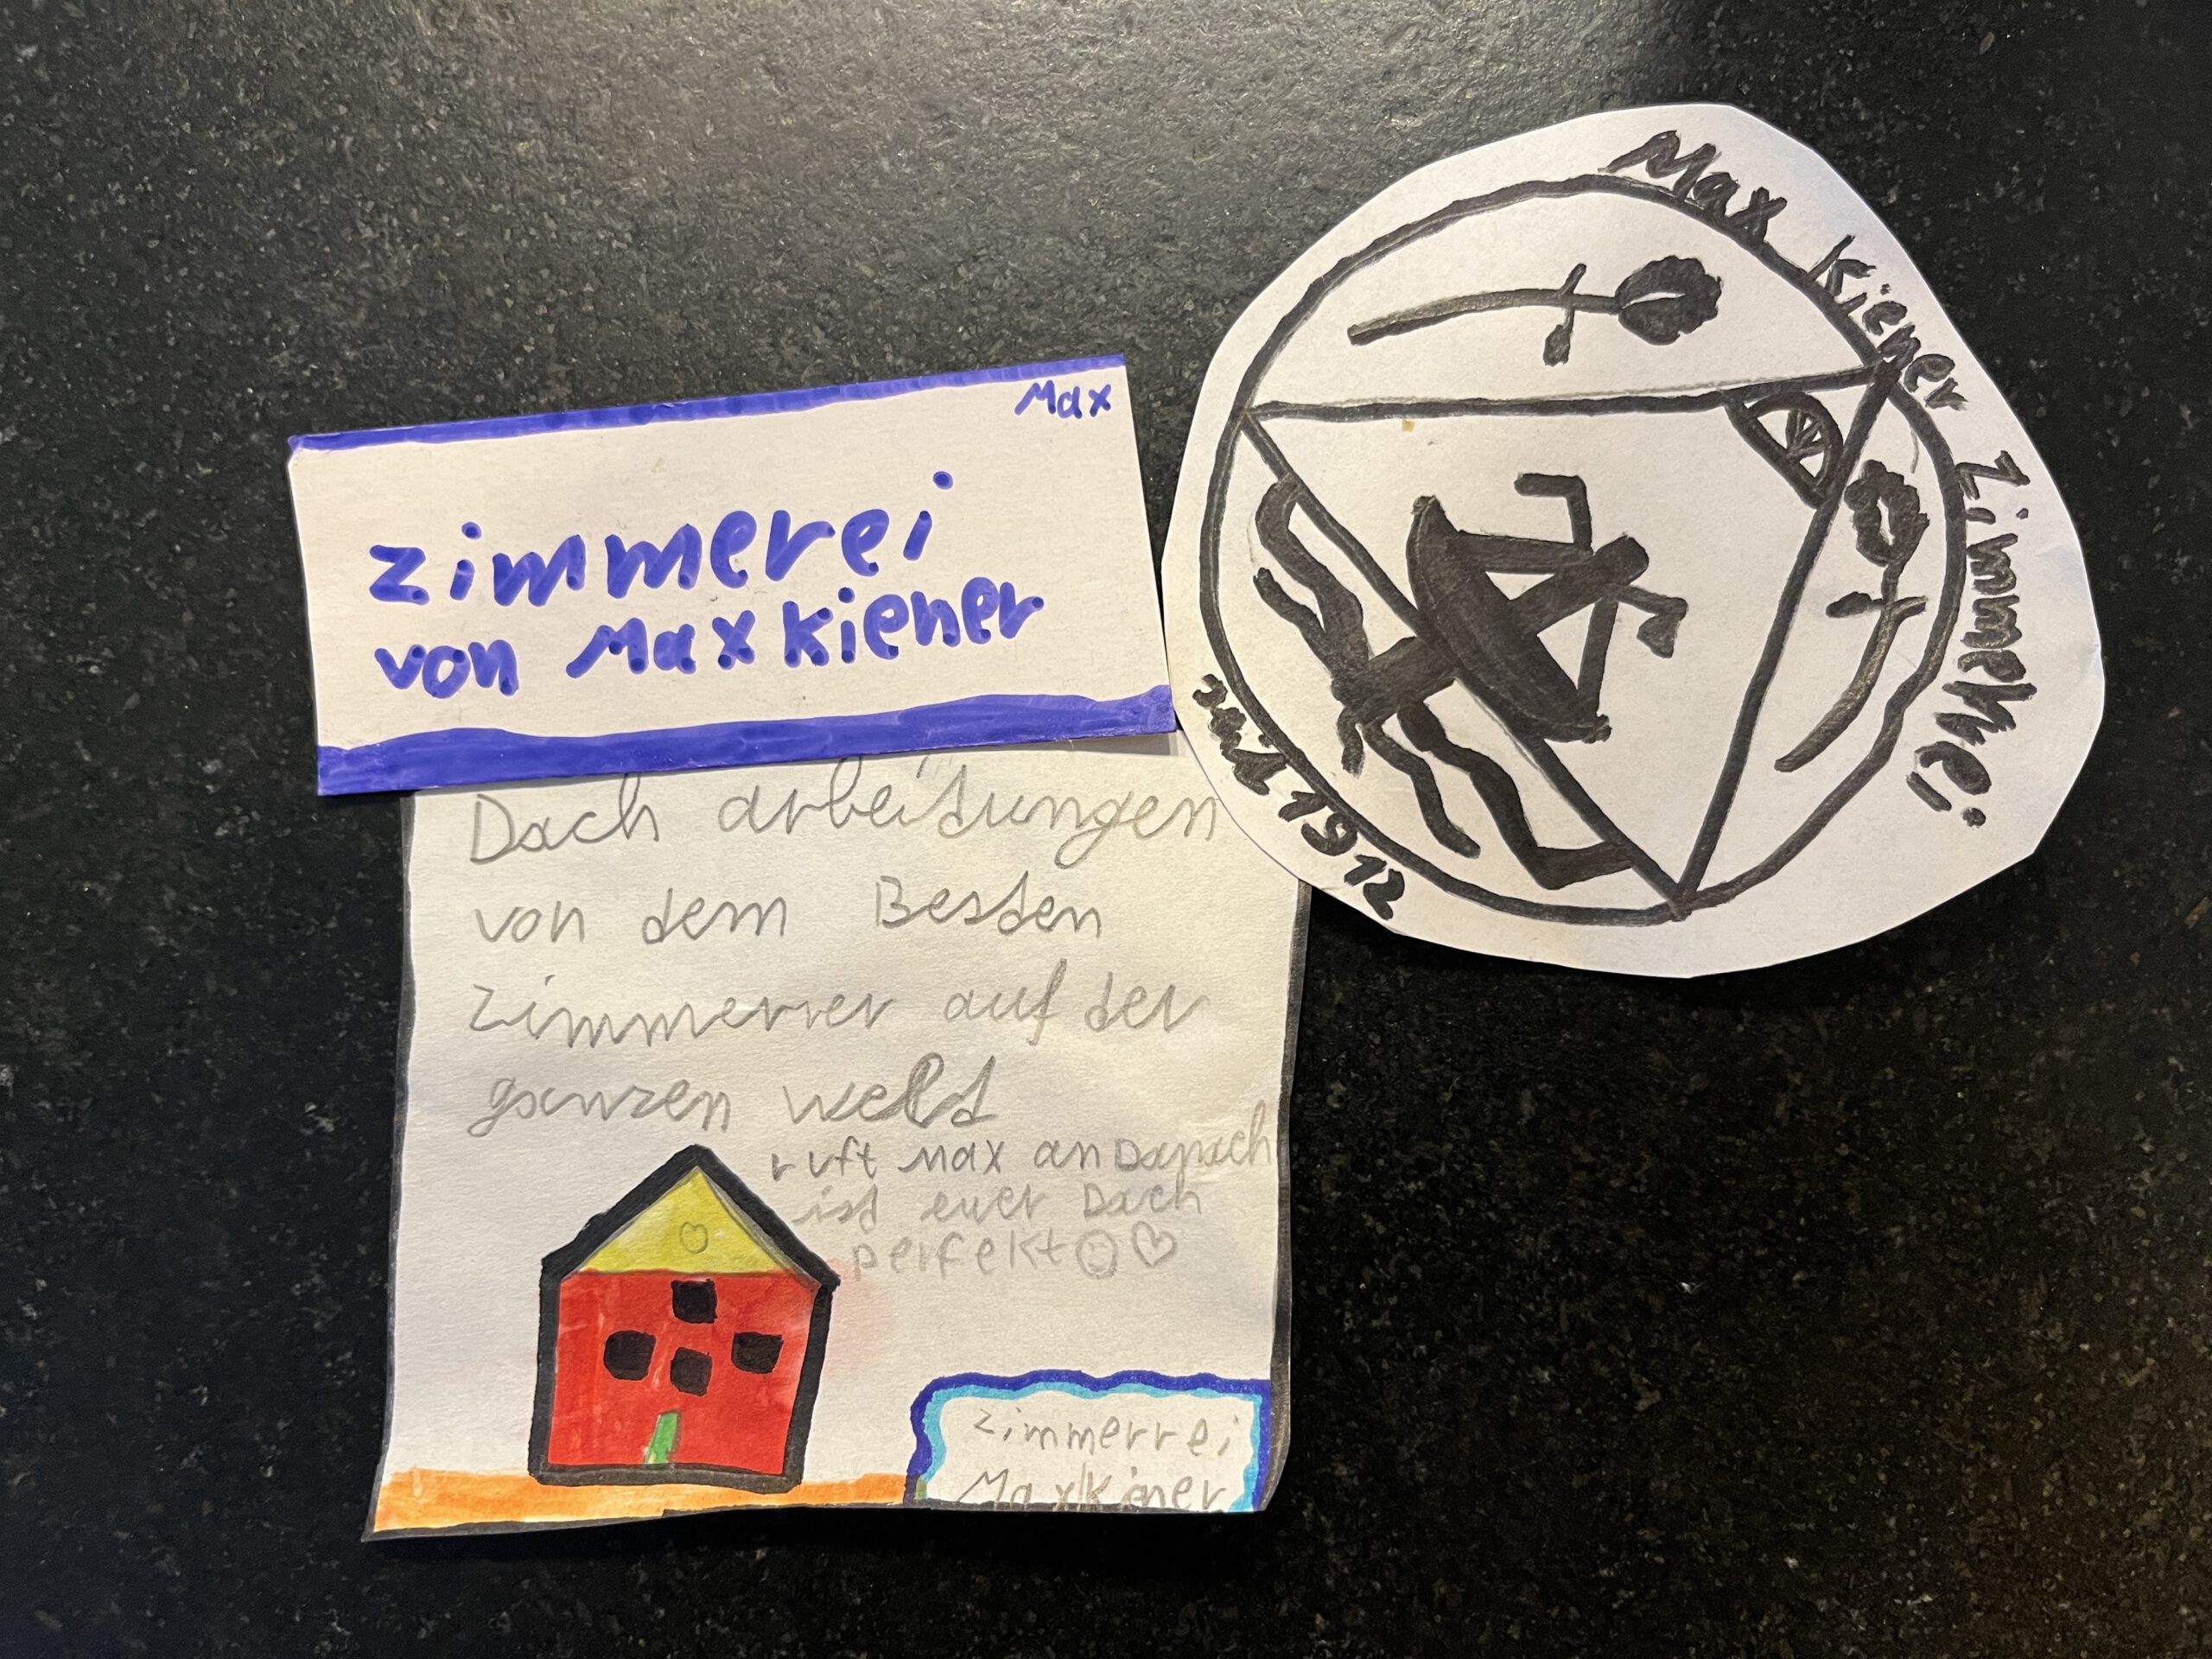 Max
zimmerei
von Max Kiener
Max Kiener Zimmerei
seit 1912
Dach arbeitungen
von dem Besten
Zimmerrer auf der
ganzen weld
ruft Max an Danach
ist euer Dach
perfekt
zimmerrei
Max Kiener